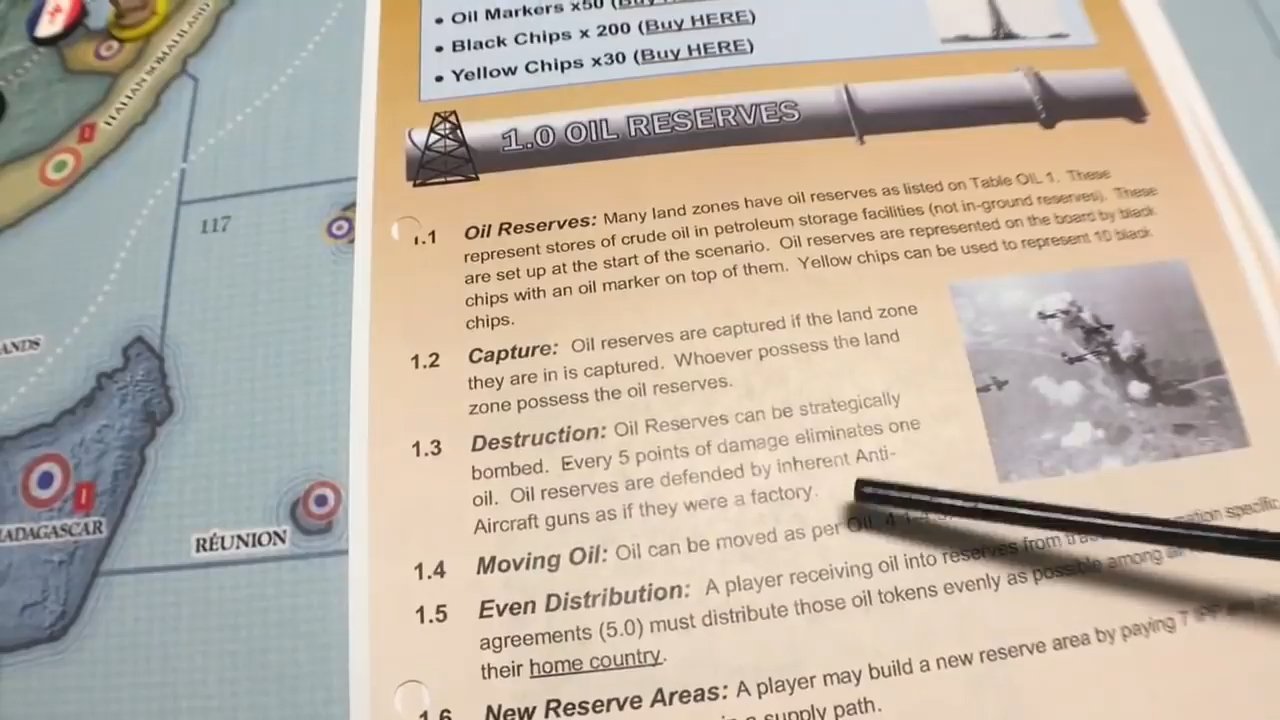 ITALIAN SOMALILAND
117
MADAGASCAR
RÉUNION
• Oil Markers x50
• Black Chips x 200 (Buy HERE)
• Yellow Chips x30 (Buy HERE)
1.0 OIL RESERVES
1.1 Oil Reserves: Many land zones have oil reserves as listed on Table OIL 1. These
represent stores of crude oil in petroleum storage facilities (not in-ground reserves). These
are set up at the start of the scenario. Oil reserves are represented on the board by black
chips with an oil marker on top of them. Yellow chips can be used to represent 10 black
chips.
1.2 Capture: Oil reserves are captured if the land zone
they are in is captured. Whoever possess the land
zone possess the oil reserves.
1.3 Destruction: Oil Reserves can be strategically
bombed. Every 5 points of damage eliminates one
oil. Oil reserves are defended by inherent Anti-
Aircraft guns as if they were a factory.
1.4 Moving Oil: Oil can be moved as per
1.5 Even Distribution: A player receiving oil into reserves from
agreements (5.0) must distribute those oil tokens evenly as possible among
their home country.
1.6 New Reserve Areas: A player may build a new reserve area by paying 7
a supply path.